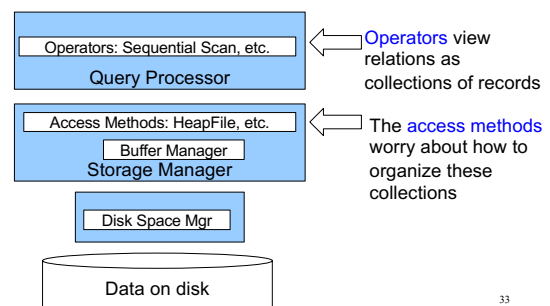 Operators: Sequential Scan, etc.
Query Processor
Operators view
relations as
collections of records
Access Methods: HeapFile, etc.
Buffer Manager
Storage Manager
The access methods
worry about how to
organize these
collections
Disk Space Mgr
Data on disk
33